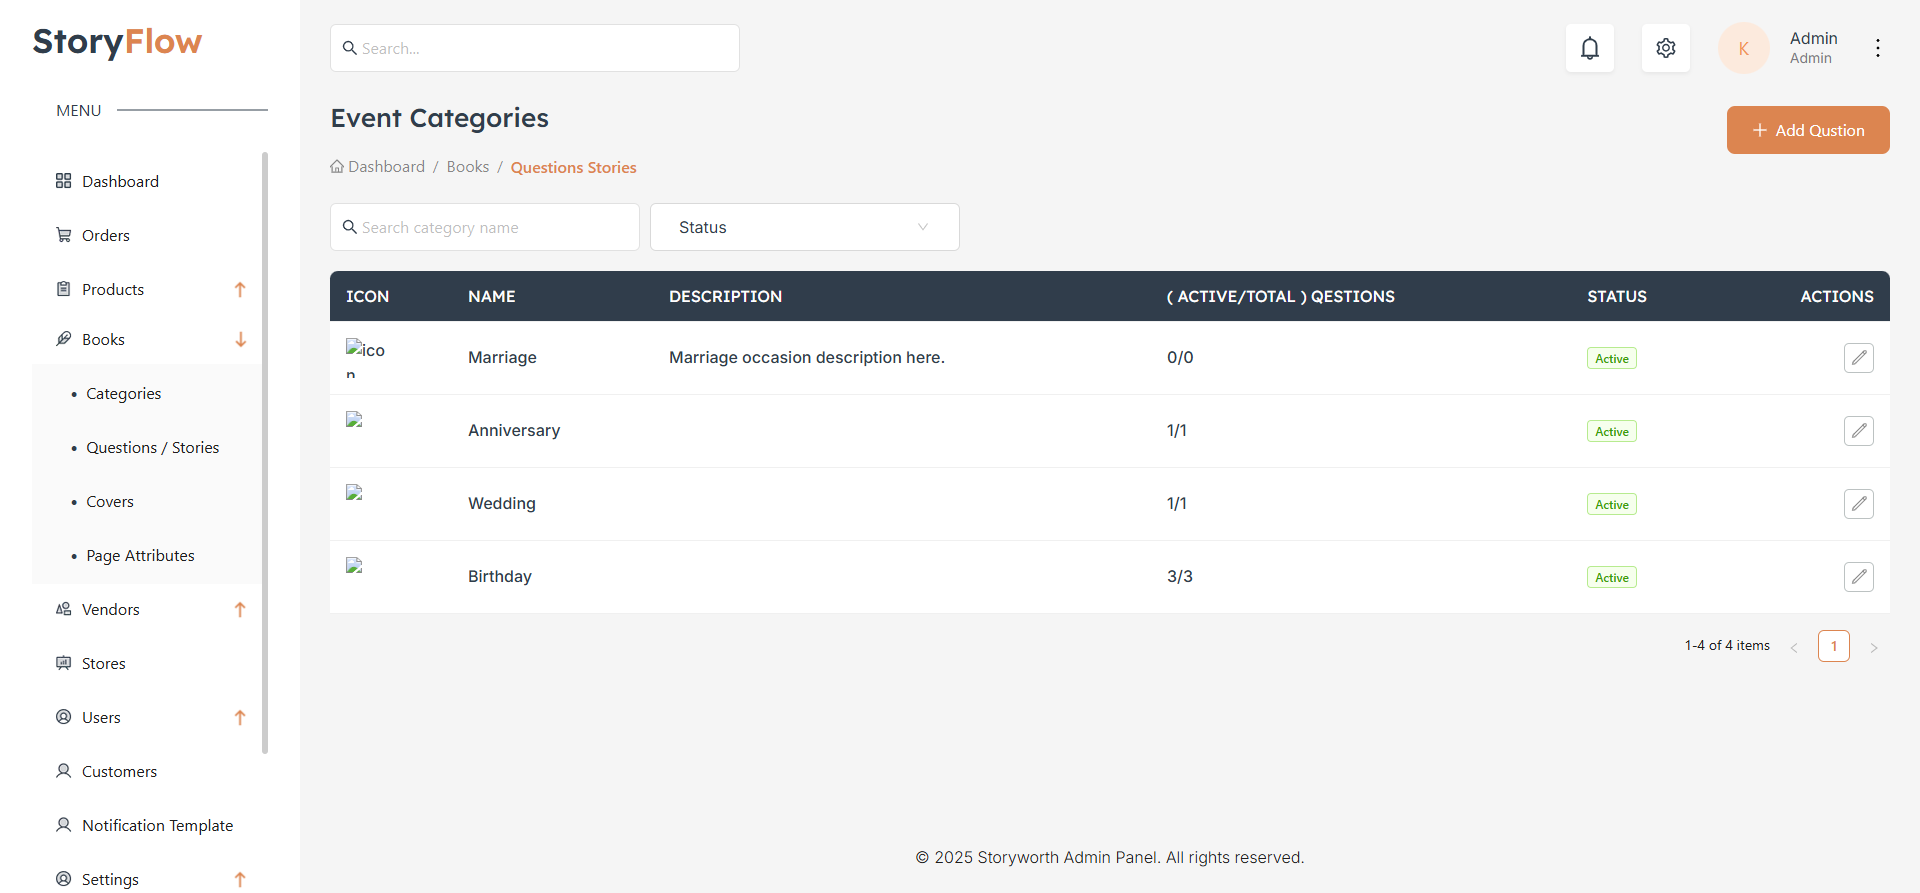 StoryFlow
MENU
Dashboard
Orders
Products
Books
• Categories
• Questions / Stories
• Covers
• Page Attributes
Vendors
Stores
Users
Customers
Notification Template
Settings
Search...
K
Admin
Admin
Event Categories
Add Qustion
Dashboard / Books / Questions Stories
Search category name
Status
ICON NAME DESCRIPTION ( ACTIVE/TOTAL ) QESTIONS STATUS ACTIONS
icon Marriage Marriage occasion description here. 0/0 Active
Anniversary 1/1 Active
Wedding 1/1 Active
Birthday 3/3 Active
1-4 of 4 items < 1 >
© 2025 Storyworth Admin Panel. All rights reserved.